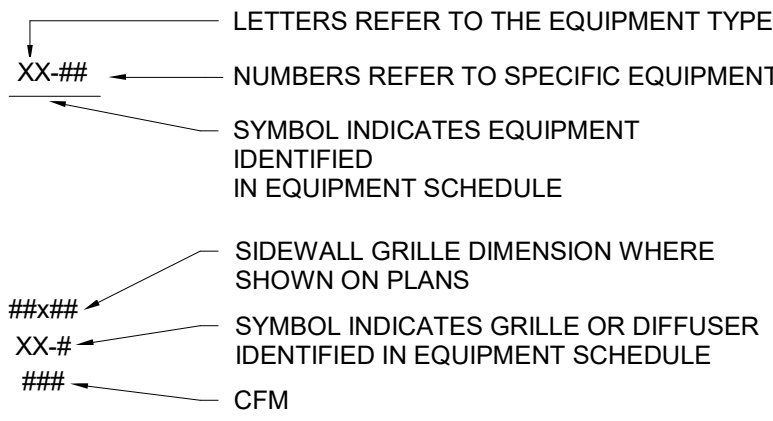 LETTERS REFER TO THE EQUIPMENT TYPE
XX-##
NUMBERS REFER TO SPECIFIC EQUIPMENT
SYMBOL INDICATES EQUIPMENT
IDENTIFIED
IN EQUIPMENT SCHEDULE
SIDEWALL GRILLE DIMENSION WHERE
SHOWN ON PLANS
##x##
XX-#
SYMBOL INDICATES GRILLE OR DIFFUSER
IDENTIFIED IN EQUIPMENT SCHEDULE
###
CFM